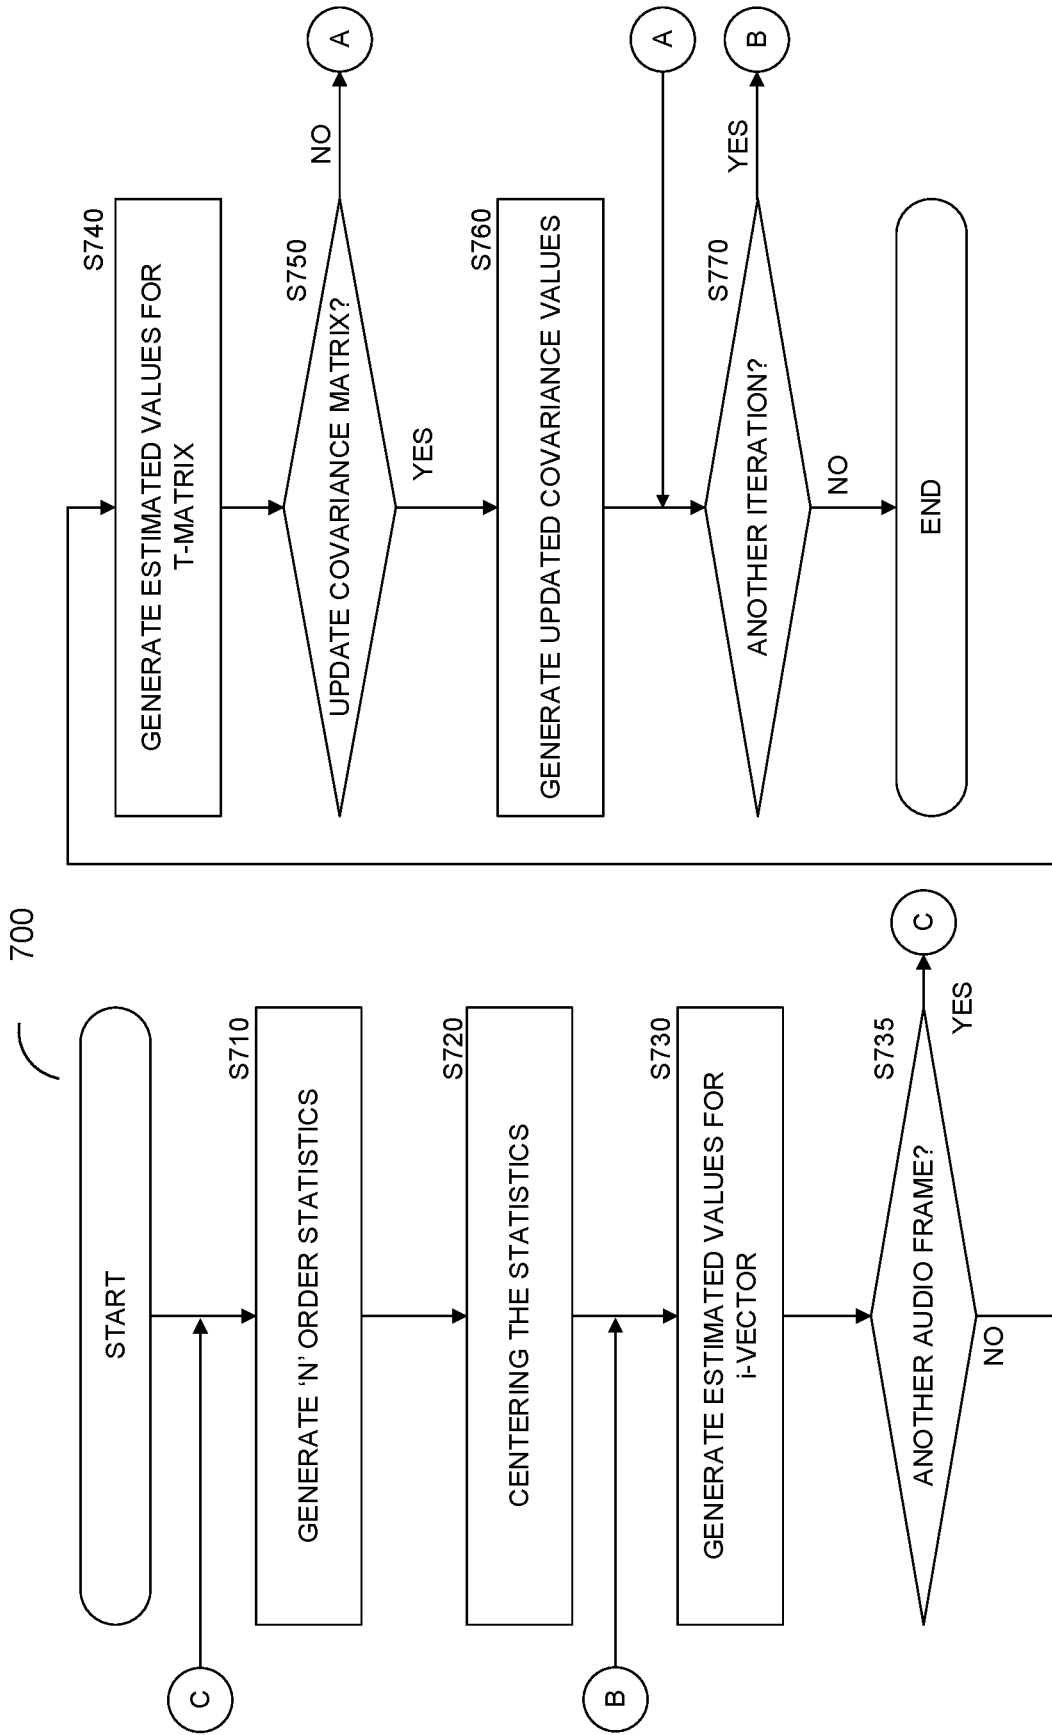 700
START
C
S710
GENERATE ‘N’ ORDER STATISTICS
S720
CENTERING THE STATISTICS
B
S730
GENERATE ESTIMATED VALUES FOR
i-VECTOR
S735
ANOTHER AUDIO FRAME?
YES
C
NO
S740
GENERATE ESTIMATED VALUES FOR
T-MATRIX
S750
UPDATE COVARIANCE MATRIX?
NO
A
YES
S760
GENERATE UPDATED COVARIANCE VALUES
A
S770
ANOTHER ITERATION?
YES
B
NO
END